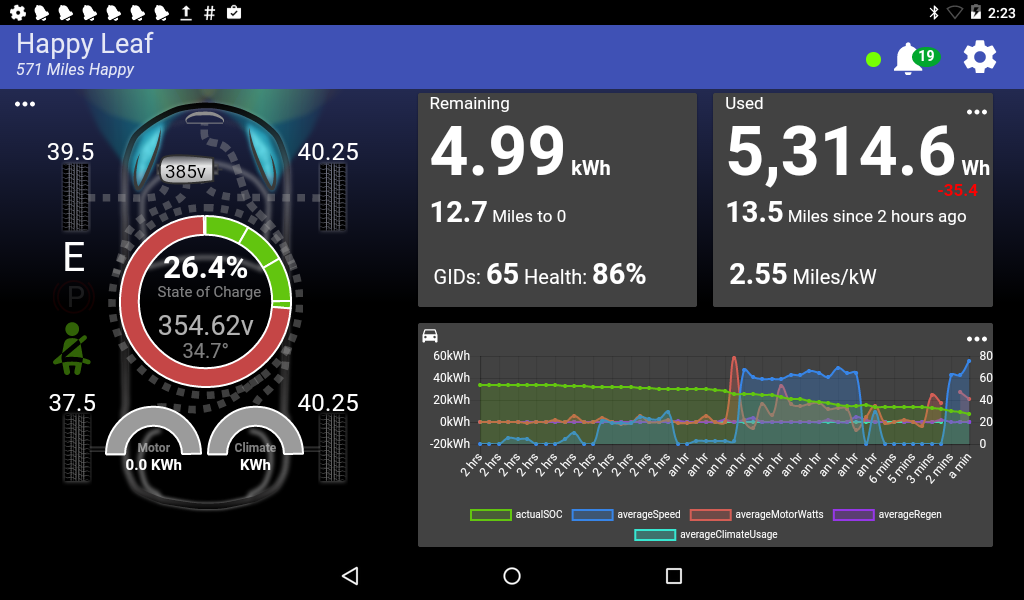 2:23
Happy Leaf
571 Miles Happy
19
39.5
40.25
385v
E
P
26.4%
State of Charge
354.62v
34.7°
37.5
40.25
Motor
0.0 KWh
Climate
KWh
Remaining
4.99 kWh
12.7 Miles to 0
GIDs: 65 Health: 86%
Used
5,314.6 Wh
-35.4
13.5 Miles since 2 hours ago
2.55 Miles/kW
60kWh
40kWh
20kWh
0kWh
-20kWh
80
60
40
20
0
2 hrs 2 hrs 2 hrs 2 hrs 2 hrs 2 hrs 2 hrs 2 hrs 2 hrs 2 hrs an hr an hr an hr an hr an hr an hr an hr an hr an hr an hr an hr an hr 6 mins 5 mins 3 mins 2 mins a min
actualSOC averageSpeed averageMotorWatts averageRegen
averageClimateUsage